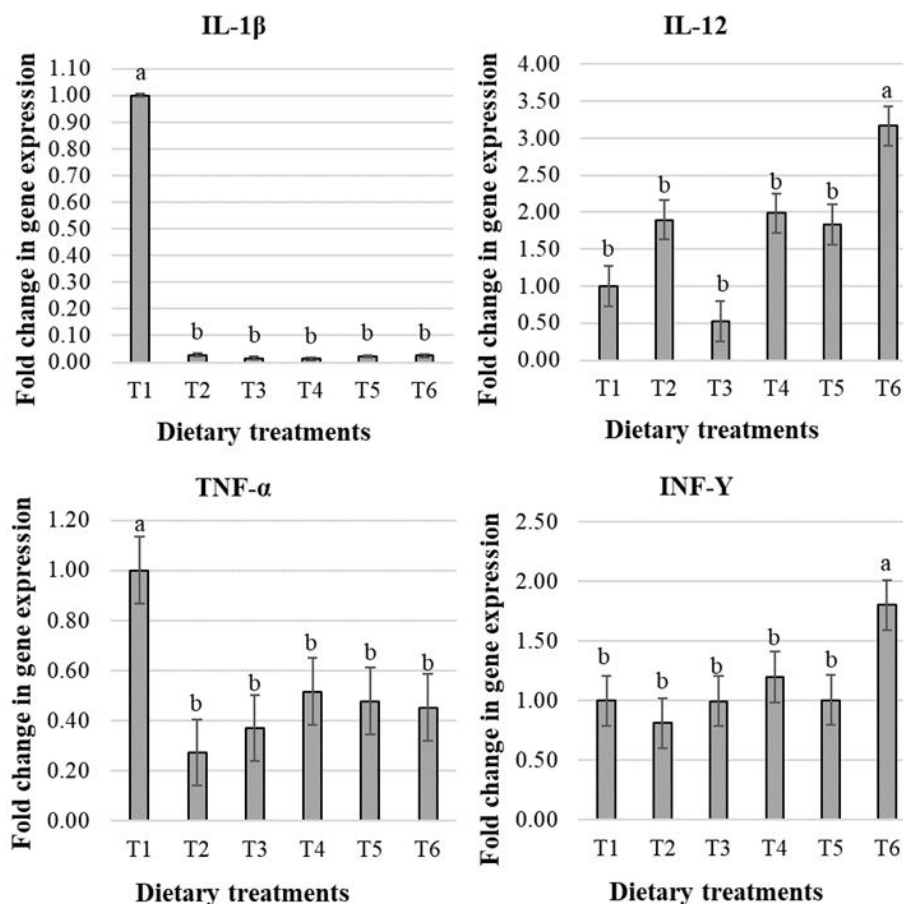 IL-1β
Fold change in gene expression
1.10
1.00
0.90
0.80
0.70
0.60
0.50
0.40
0.30
0.20
0.10
0.00
a
b
b
b
b
b
T1 T2 T3 T4 T5 T6
Dietary treatments
IL-12
Fold change in gene expression
4.00
3.50
3.00
2.50
2.00
1.50
1.00
0.50
0.00
b
b
b
b
b
a
T1 T2 T3 T4 T5 T6
Dietary treatments
TNF-α
Fold change in gene expression
1.20
1.00
0.80
0.60
0.40
0.20
0.00
a
b
b
b
b
b
T1 T2 T3 T4 T5 T6
Dietary treatments
INF-Y
Fold change in gene expression
2.50
2.00
1.50
1.00
0.50
0.00
b
b
b
b
b
a
T1 T2 T3 T4 T5 T6
Dietary treatments